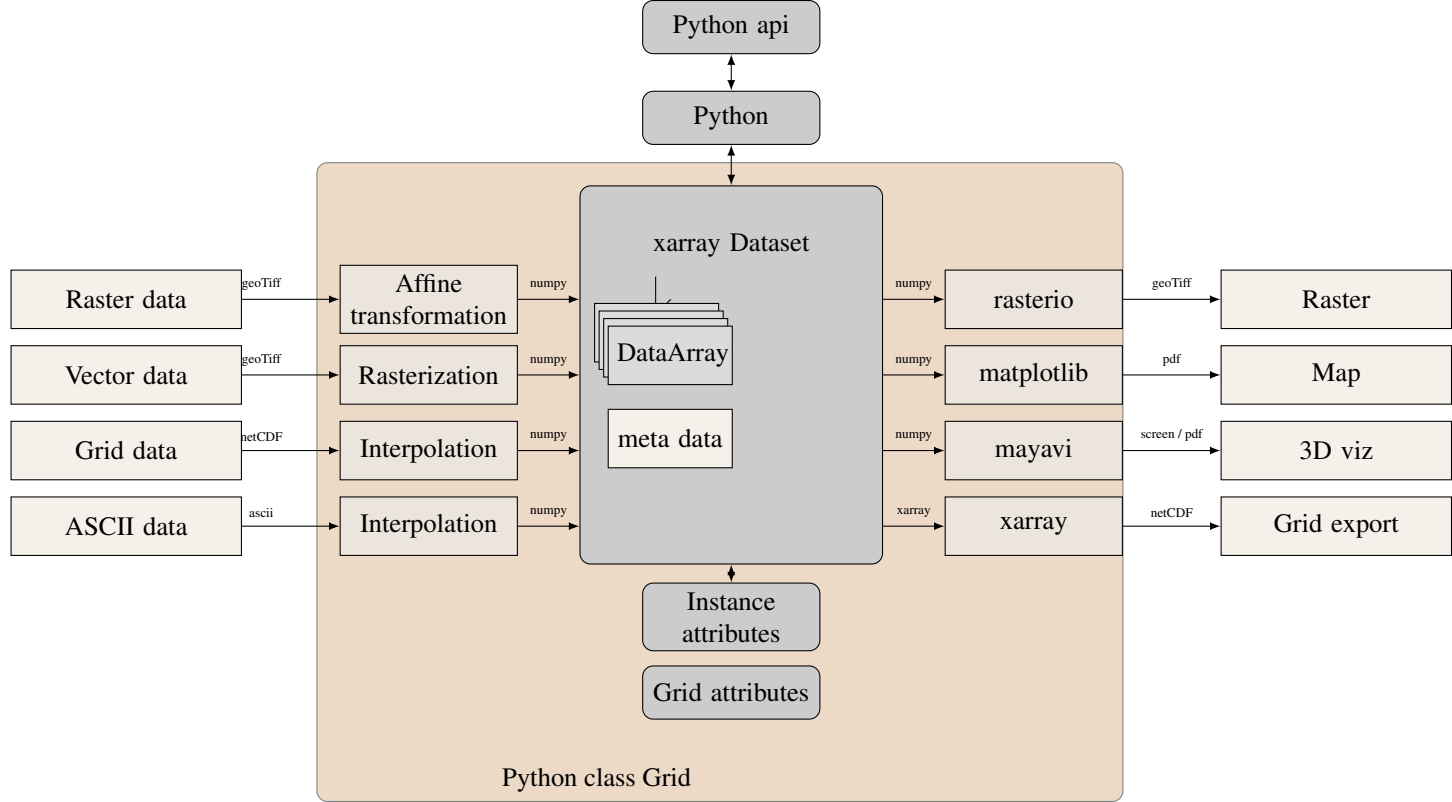 Python api
Python
xarray Dataset
Raster data
geoTiff
Affine
transformation
numpy
numpy
rasterio
geoTiff
Raster
DataArray
Vector data
geoTiff
Rasterization
numpy
numpy
matplotlib
pdf
Map
meta data
Grid data
netCDF
Interpolation
numpy
numpy
mayavi
screen / pdf
3D viz
ASCII data
ascii
Interpolation
numpy
xarray
xarray
netCDF
Grid export
Instance
attributes
Grid attributes
Python class Grid